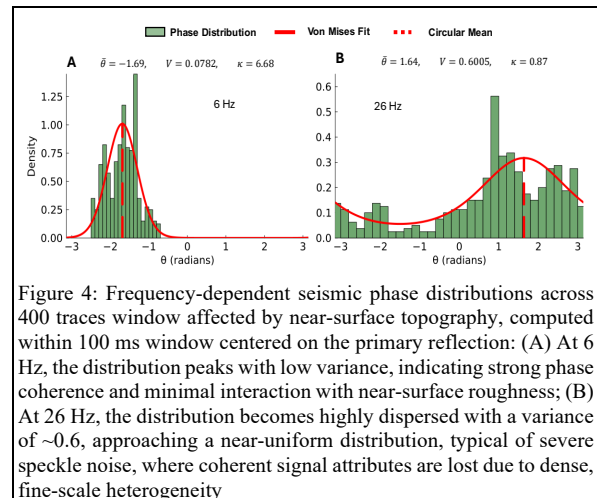 Phase Distribution Von Mises Fit Circular Mean
A θ̄ = −1.69, V = 0.0782, κ = 6.68
B θ̄ = 1.64, V = 0.6005, κ = 0.87
6 Hz
26 Hz
Density
1.25
1.00
0.75
0.50
0.25
0.00
−3 −2 −1 0 1 2 3
θ (radians)
0.6
0.5
0.4
0.3
0.2
0.1
0.0
−3 −2 −1 0 1 2 3
θ (radians)
Figure 4: Frequency-dependent seismic phase distributions across
400 traces window affected by near-surface topography, computed
within 100 ms window centered on the primary reflection: (A) At 6
Hz, the distribution peaks with low variance, indicating strong phase
coherence and minimal interaction with near-surface roughness; (B)
At 26 Hz, the distribution becomes highly dispersed with a variance
of ~0.6, approaching a near-uniform distribution, typical of severe
speckle noise, where coherent signal attributes are lost due to dense,
fine-scale heterogeneity